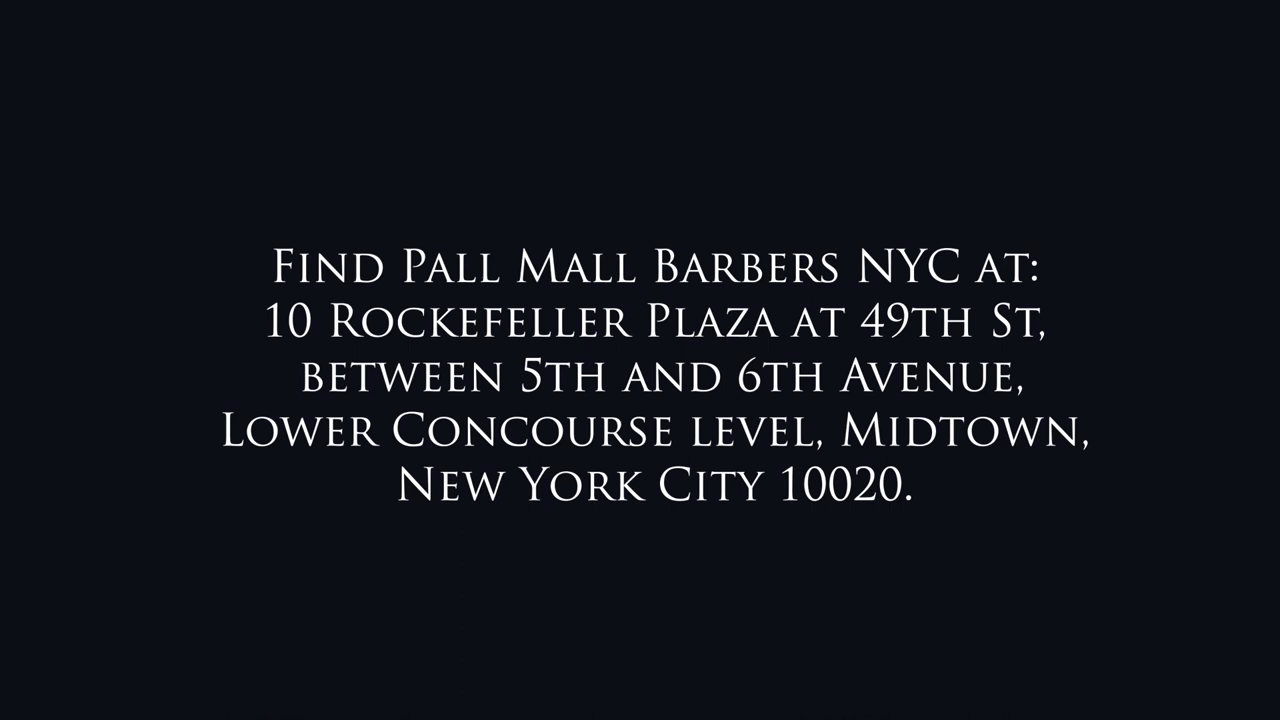 Find Pall Mall Barbers NYC at:
10 Rockefeller Plaza at 49th St,
between 5th and 6th Avenue,
Lower Concourse level, Midtown,
New York City 10020.